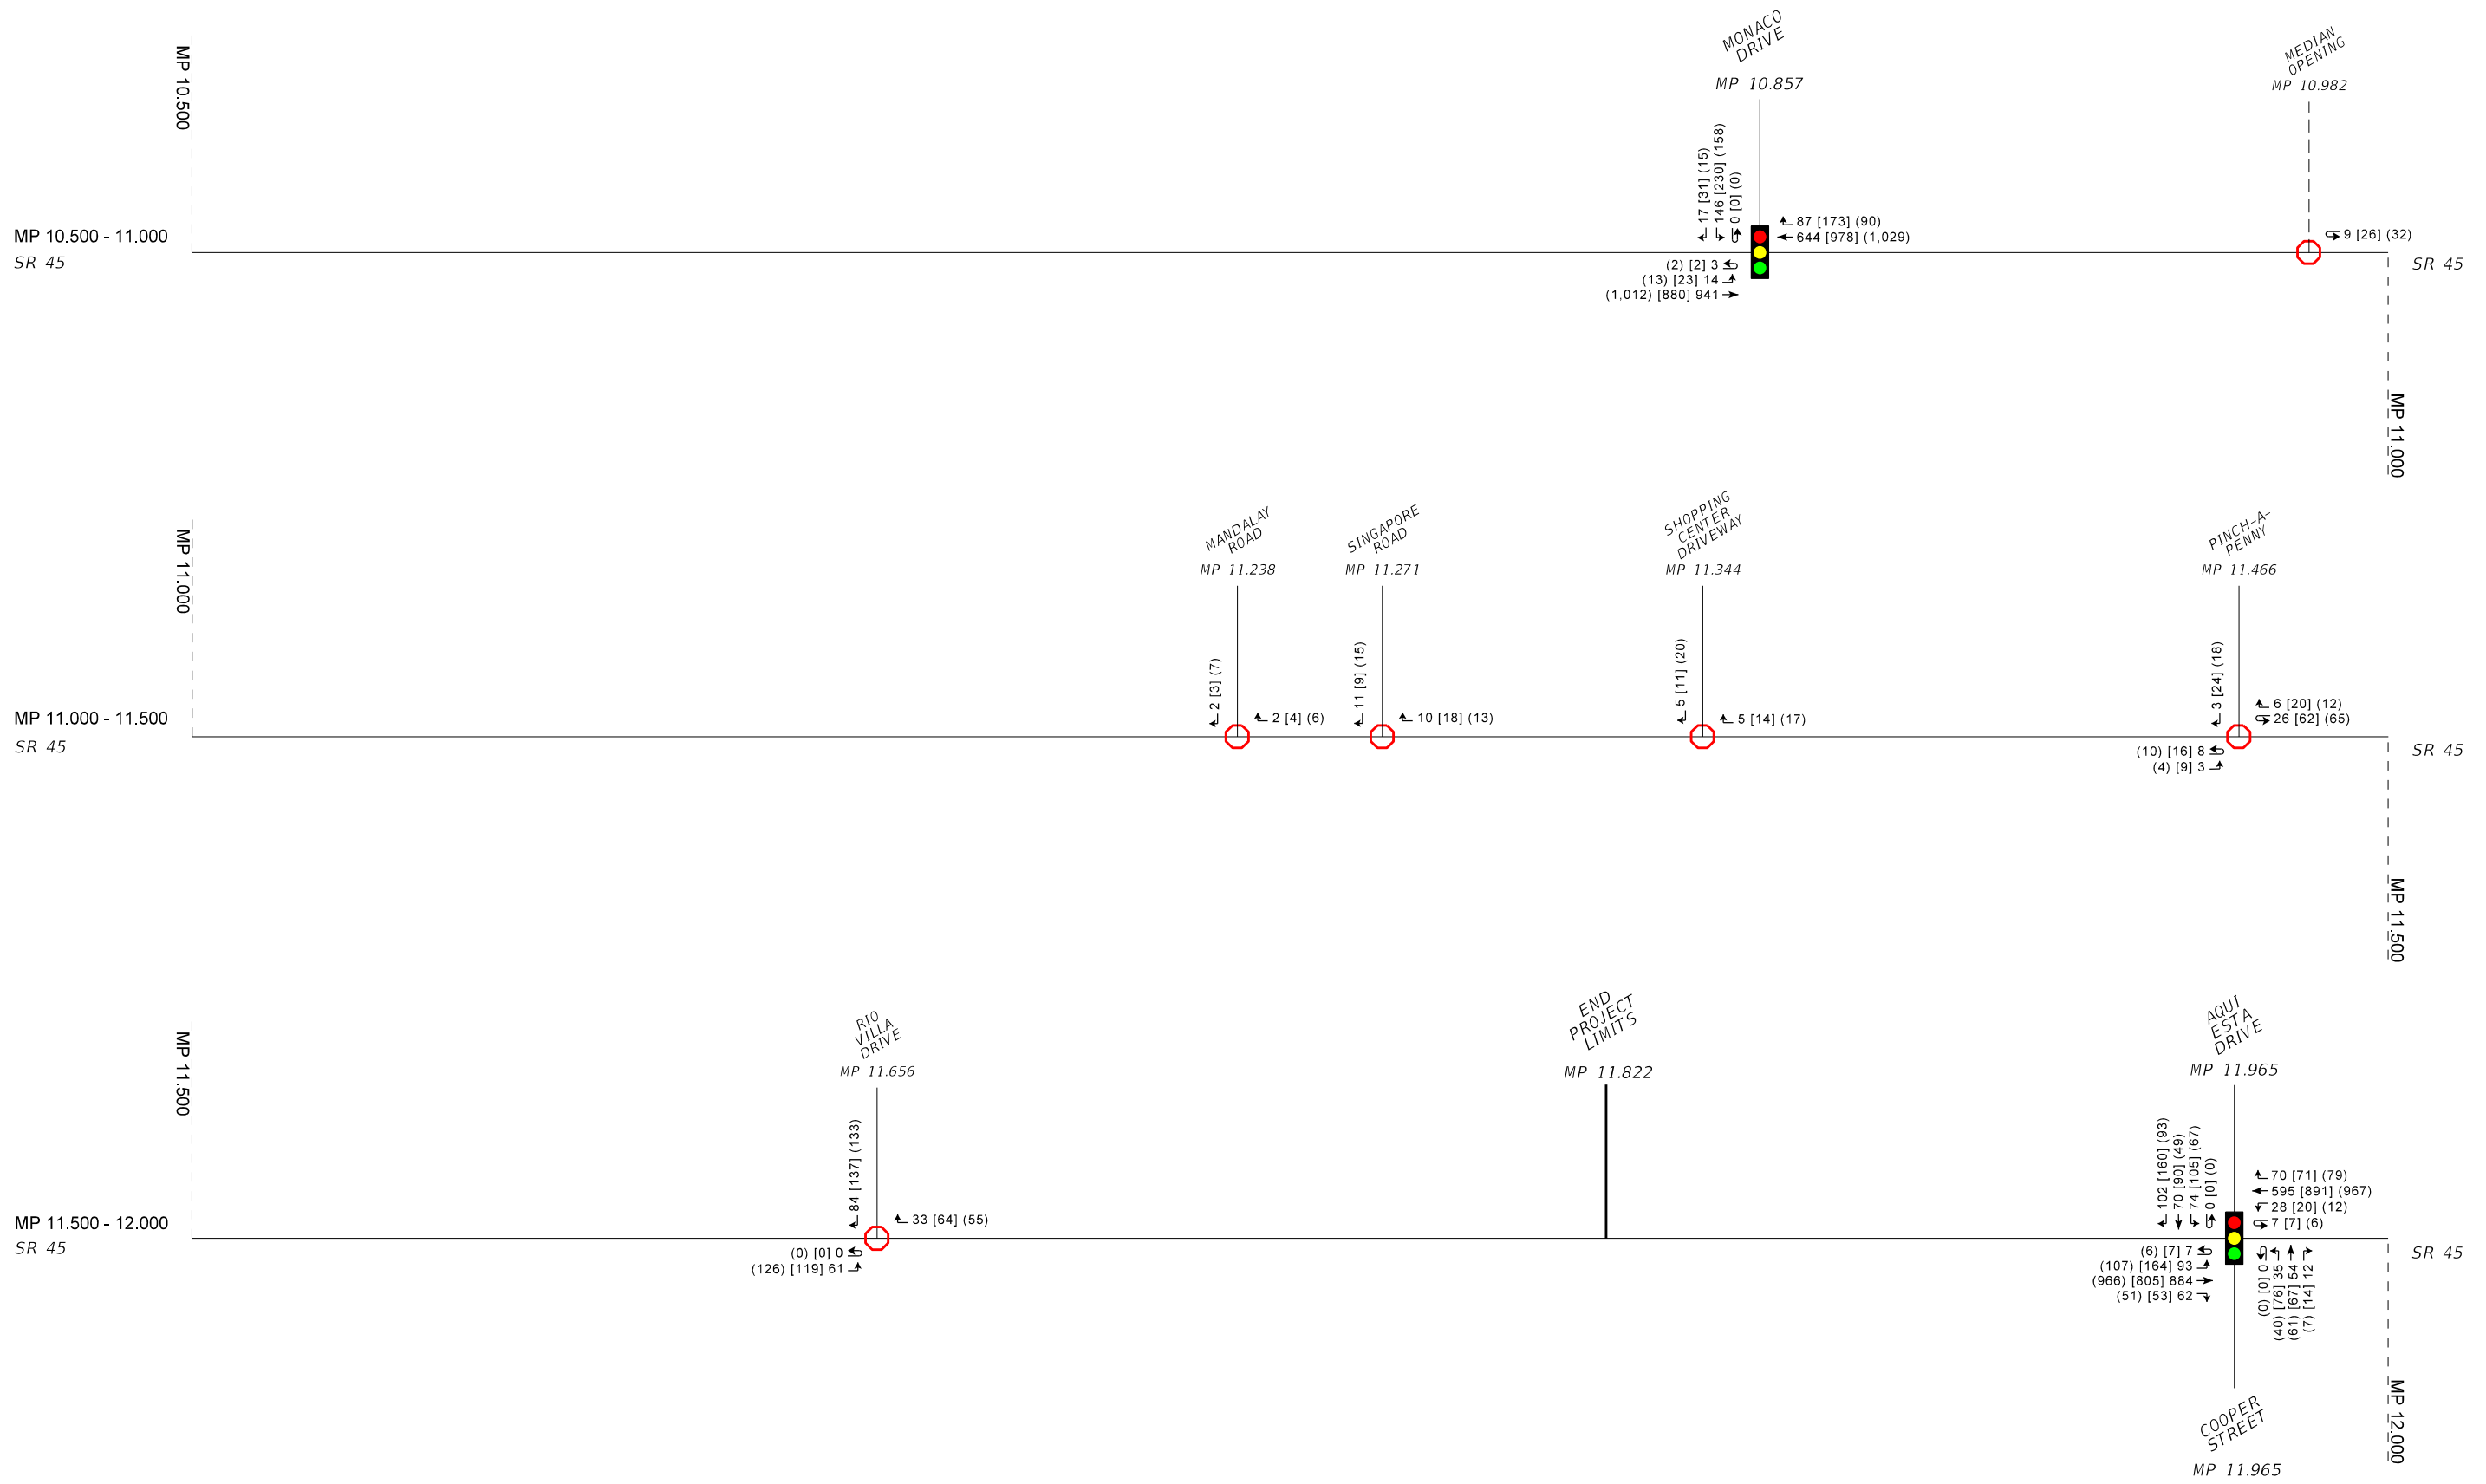 MP 10.500
MONACO
DRIVE
MP 10.857
MEDIAN
OPENING
MP 10.982
17 [31] (15)
146 [230] (158)
0 [0] (0)
87 [173] (90)
644 [978] (1,029)
9 [26] (32)
MP 10.500 - 11.000
SR 45
(2) [2] 3
(13) [23] 14
(1,012) [880] 941
SR 45
MP 11.000
MP 11.000
MANDALAY
ROAD
MP 11.238
SINGAPORE
ROAD
MP 11.271
SHOPPING
CENTER
DRIVEWAY
MP 11.344
PINCH-A-
PENNY
MP 11.466
2 [3] (7)
2 [4] (6)
11 [9] (15)
10 [18] (13)
5 [11] (20)
5 [14] (17)
3 [24] (18)
6 [20] (12)
26 [62] (65)
MP 11.000 - 11.500
SR 45
(10) [16] 8
(4) [9] 3
SR 45
MP 11.500
MP 11.500
RIO
VILLA
DRIVE
MP 11.656
END
PROJECT
LIMITS
MP 11.822
AQUI
ESTA
DRIVE
MP 11.965
84 [137] (133)
33 [64] (55)
102 [160] (93)
70 [90] (49)
74 [105] (67)
0 [0] (0)
70 [71] (79)
595 [891] (967)
28 [20] (12)
7 [7] (6)
MP 11.500 - 12.000
SR 45
(0) [0] 0
(126) [119] 61
(6) [7] 7
(107) [164] 93
(966) [805] 884
(51) [53] 62
(0) [0] 0
(40) [76] 35
(61) [67] 54
(7) [14] 12
SR 45
MP 12.000
COOPER
STREET
MP 11.965